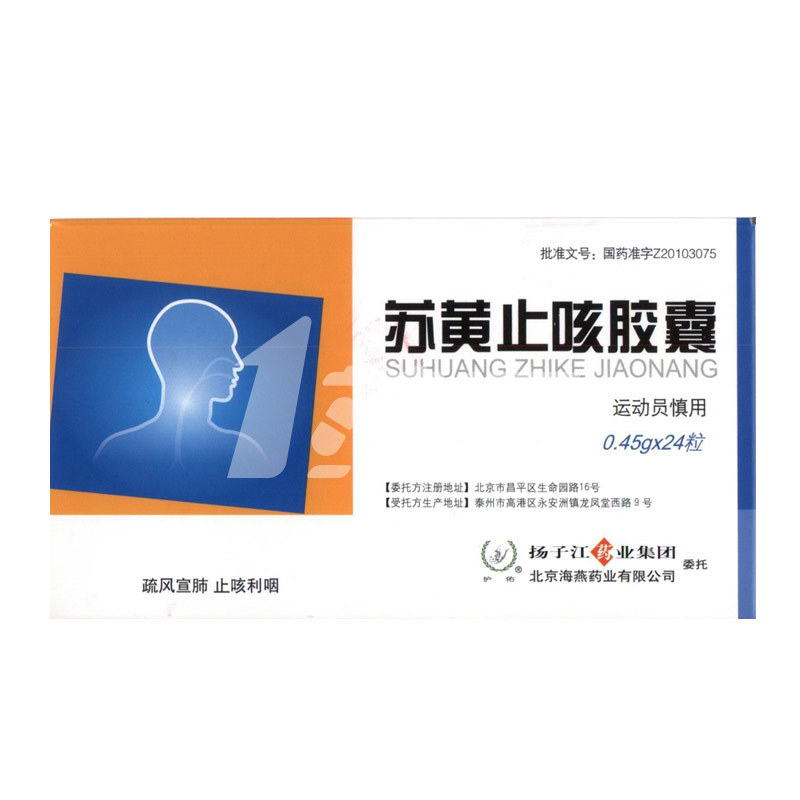 批准文号：国药准字Z20103075
苏黄止咳胶囊
SUHUANG ZHIKE JIAONANG
运动员慎用
0.45gx24粒
【委托方注册地址】北京市昌平区生命园路16号
【受托方生产地址】泰州市高港区永安洲镇龙凤堂西路9号
护佑®
扬子江药业集团
北京海燕药业有限公司
委托
疏风宣肺 止咳利咽